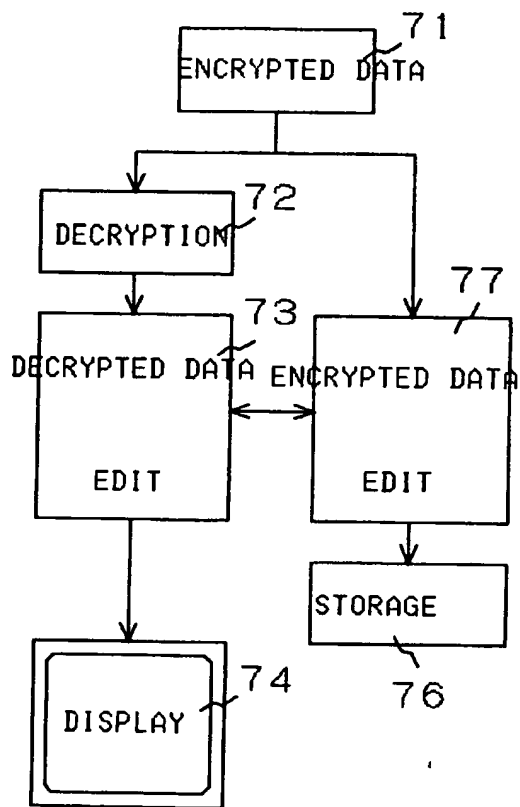 71
ENCRYPTED DATA
72
DECRYPTION
77
73
DECRYPTED DATA
ENCRYPTED DATA
EDIT
EDIT
STORAGE
74
76
DISPLAY